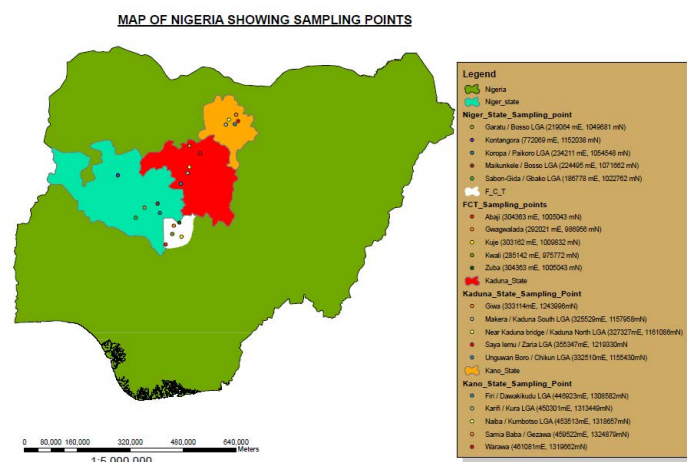 MAP OF NIGERIA SHOWING SAMPLING POINTS
Legend
Nigeria
Niger_state
Niger_State_Sampling_point
Garatu / Bosso LGA (219064 mE, 1049681 mN)
Kontangora (772069 mE, 1152038 mN)
Koropa / Paikoro LGA (234211 mE, 1054548 mN)
Maikunkele / Bosso LGA (224495 mE, 1071662 mN)
Sabon-Gida / Gbako LGA (186778 mE, 1022762 mN)
F_C_T
FCT_Sampling_points
Abaji (304363 mE, 1005043 mN)
Gwagwalada (292021 mE, 986956 mN)
Kuje (303162 mE, 1009832 mN)
Kwali (285142 mE, 975772 mN)
Zuba (304363 mE, 1005043 mN)
Kaduna_State
Kaduna_State_Sampling_Point
Giwa (333114mE, 1243996mN)
Makera / Kaduna South LGA (325529mE, 1157958mN)
Near Kaduna bridge / Kaduna North LGA (327327mE, 1161086mN)
Saye lemu / Zaria LGA (355347mE, 1219330mN)
Unguwan Boro / Chikun LGA (332510mE, 1155430mN)
Kano_State
Kano_State_Sampling_Point
Firi / Dawakikudu LGA (446923mE, 1308582mN)
Karifi / Kura LGA (450301mE, 1313449mN)
Naiba / Kumbotso LGA (453513mE, 1318657mN)
Samia Baba / Gezawa (459522mE, 1324879mN)
Warawa (461081mE, 1319662mN)
0 80,000 160,000 320,000 480,000 640,000
Meters
1:5,000,000